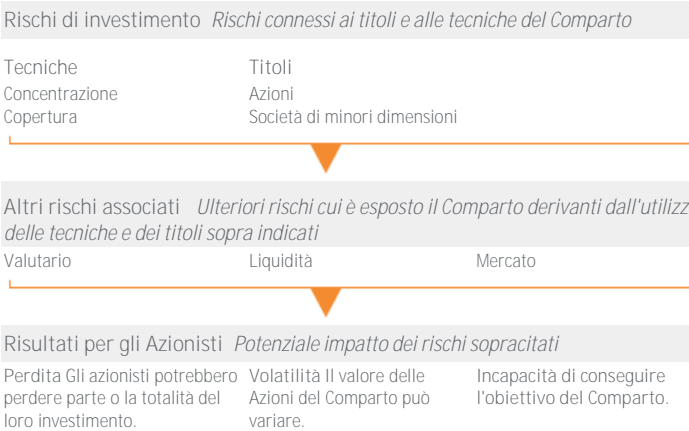 Rischi di investimento Rischi connessi ai titoli e alle tecniche del Comparto
Tecniche Titoli
Concentrazione Azioni
Copertura Società di minori dimensioni
Altri rischi associati Ulteriori rischi cui è esposto il Comparto derivanti dall'utilizz
delle tecniche e dei titoli sopra indicati
Valutario Liquidità Mercato
Risultati per gli Azionisti Potenziale impatto dei rischi sopracitati
Perdita Gli azionisti potrebbero Volatilità Il valore delle Incapacità di conseguire
perdere parte o la totalità del Azioni del Comparto può l'obiettivo del Comparto.
loro investimento. variare.